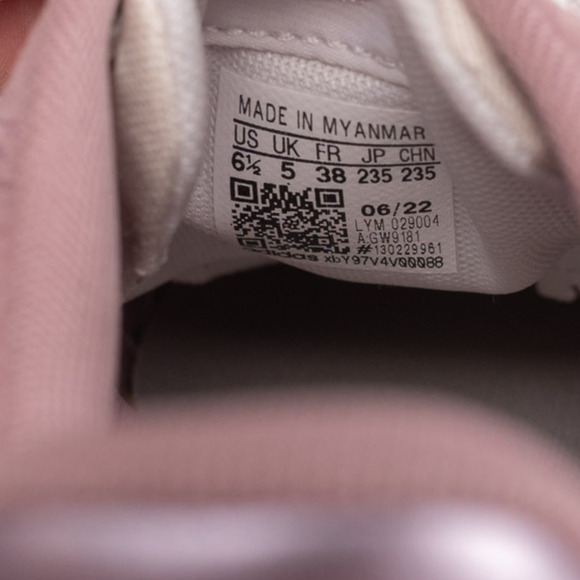 MADE IN MYANMAR
US UK FR JP CHN
6½ 5 38 235 235
06/22
LYM 029004
A:GW9181
#130229961
adidas xbY97V4V00088